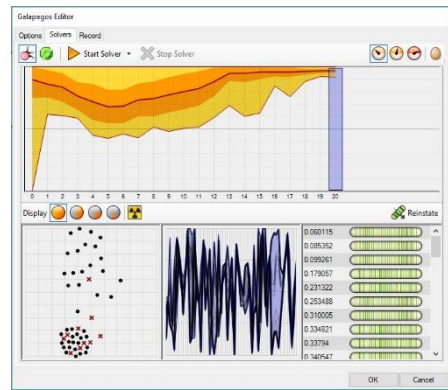 Galapagos Editor
Options Solvers Record
Start Solver Stop Solver
0 1 2 3 4 5 6 7 8 9 10 11 12 13 14 15 16 17 18 19 20
Display Reinstate
0.060115
0.085352
0.099261
0.179057
0.231322
0.253488
0.310005
0.334821
0.33794
0.340547
OK Cancel